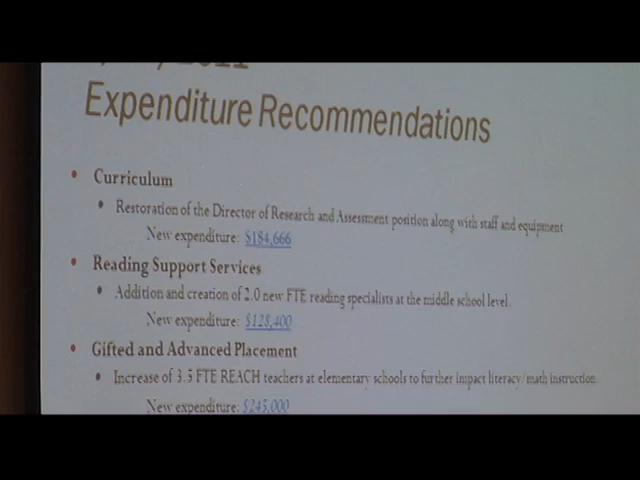 Expenditure Recommendations
• Curriculum
• Restoration of the Director of Research and Assessment position along with staff and equipment
New expenditure: $184,666
• Reading Support Services
• Addition and creation of 2.0 new FTE reading specialists at the middle school level.
New expenditure: $128,400
• Gifted and Advanced Placement
• Increase of 3.5 FTE REACH teachers at elementary schools to further impact literacy/math instruction.
New expenditure: $245,000